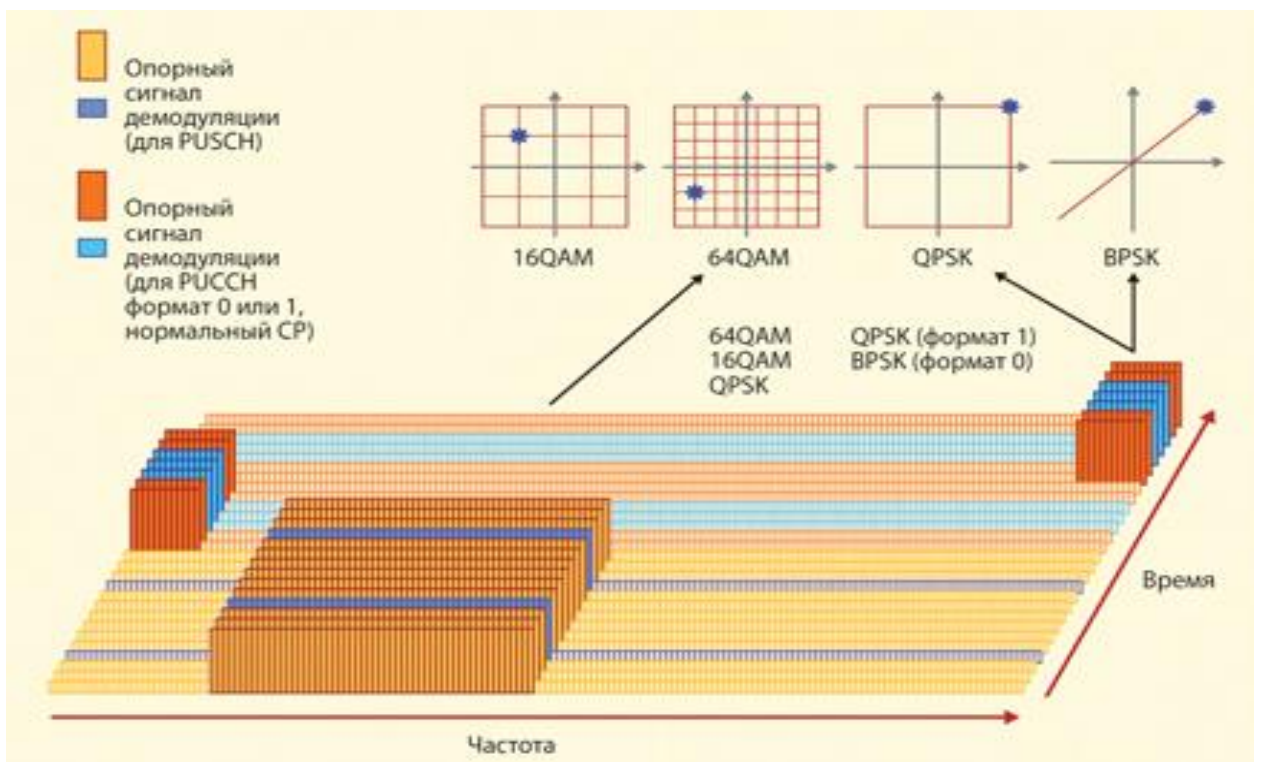 Опорный
сигнал
демодуляции
(для PUSCH)
Опорный
сигнал
демодуляции
(для PUCCH
формат 0 или 1,
нормальный CP)
16QAM
64QAM
QPSK
BPSK
64QAM
16QAM
QPSK
QPSK (формат 1)
BPSK (формат 0)
Время
Частота